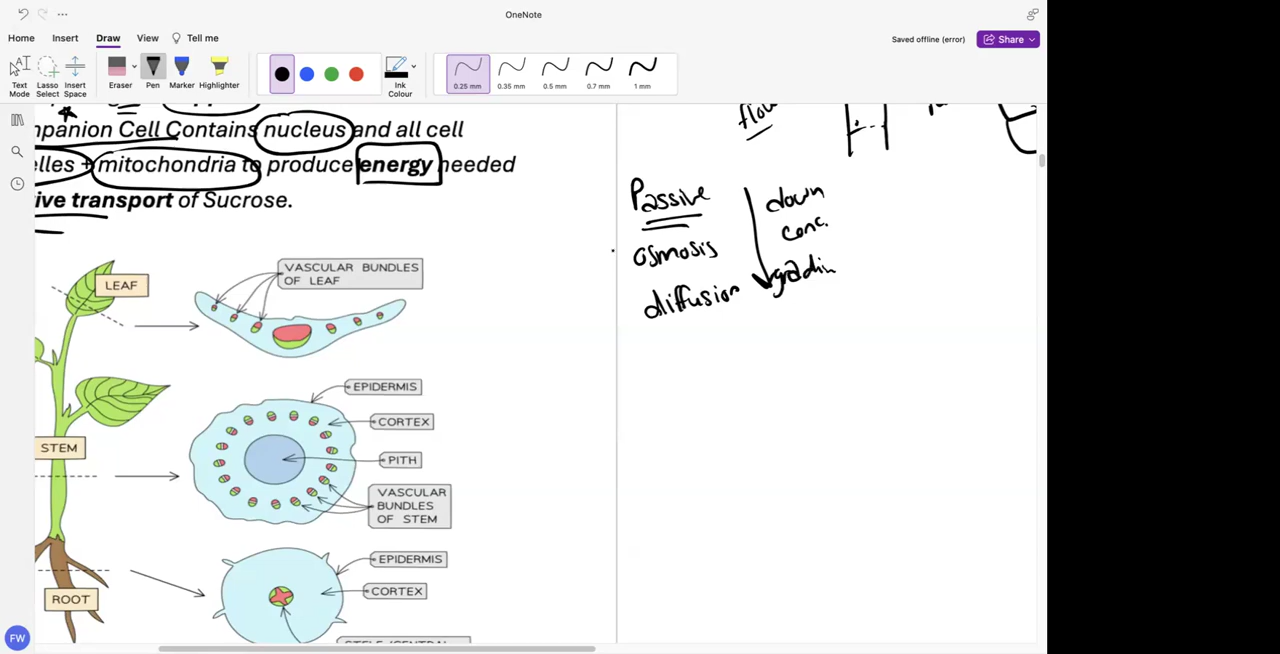 OneNote
Home Insert Draw View Tell me
Saved offline (error)
Share
Text Mode
Lasso Select
Insert Space
Eraser
Pen
Marker
Highlighter
Ink Colour
0.25 mm
0.35 mm
0.5 mm
0.7 mm
1 mm
mpanion Cell Contains nucleus and all cell
elles + mitochondria to produce energy needed
ive transport of Sucrose.
flow
Passive
osmosis
diffusion
down
conc.
gradin
LEAF
VASCULAR BUNDLES
OF LEAF
STEM
EPIDERMIS
CORTEX
PITH
VASCULAR
BUNDLES
OF STEM
ROOT
EPIDERMIS
CORTEX
FW